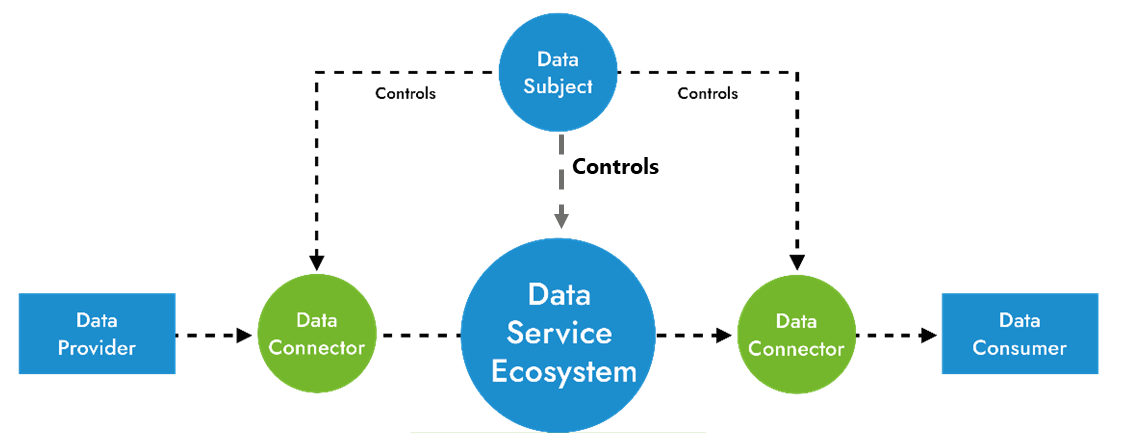 Data
Subject
Controls
Controls
Controls
Data
Provider
Data
Connector
Data
Service
Ecosystem
Data
Connector
Data
Consumer